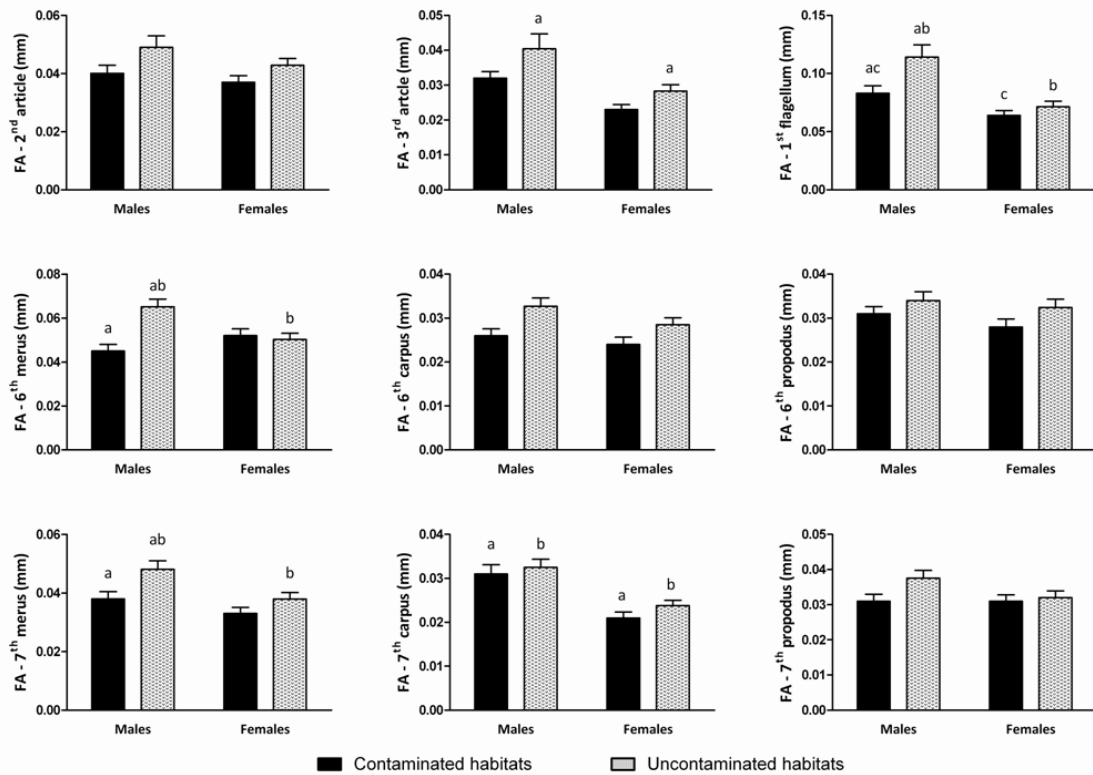 FA - 2nd article (mm)
0.06
0.04
0.02
0.00
Males Females
FA - 3rd artcle (mm)
0.05
0.04
0.03
0.02
0.01
0.00
a
a
Males Females
FA - 1st flagellum (mm)
0.15
0.10
0.05
0.00
ac
ab
c
b
Males Females
FA - 6th merus (mm)
0.08
0.06
0.04
0.02
0.00
a
ab
b
Males Females
FA - 6th carpus (mm)
0.04
0.03
0.02
0.01
0.00
Males Females
FA - 6th propodus (mm)
0.04
0.03
0.02
0.01
0.00
Males Females
FA - 7th merus (mm)
0.06
0.04
0.02
0.00
a
ab
b
Males Females
FA - 7th carpus (mm)
0.04
0.03
0.02
0.01
0.00
a
b
a
b
Males Females
FA - 7th propodus (mm)
0.05
0.04
0.03
0.02
0.01
0.00
Males Females
Contaminated habitats Uncontaminated habitats